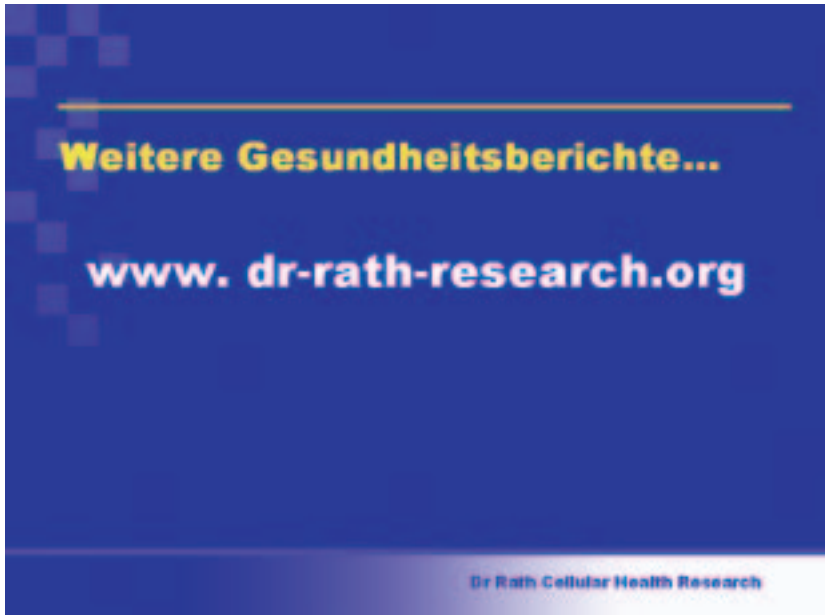 Weitere Gesundheitsberichte...
www. dr-rath-research.org
Dr Rath Cellular Health Research